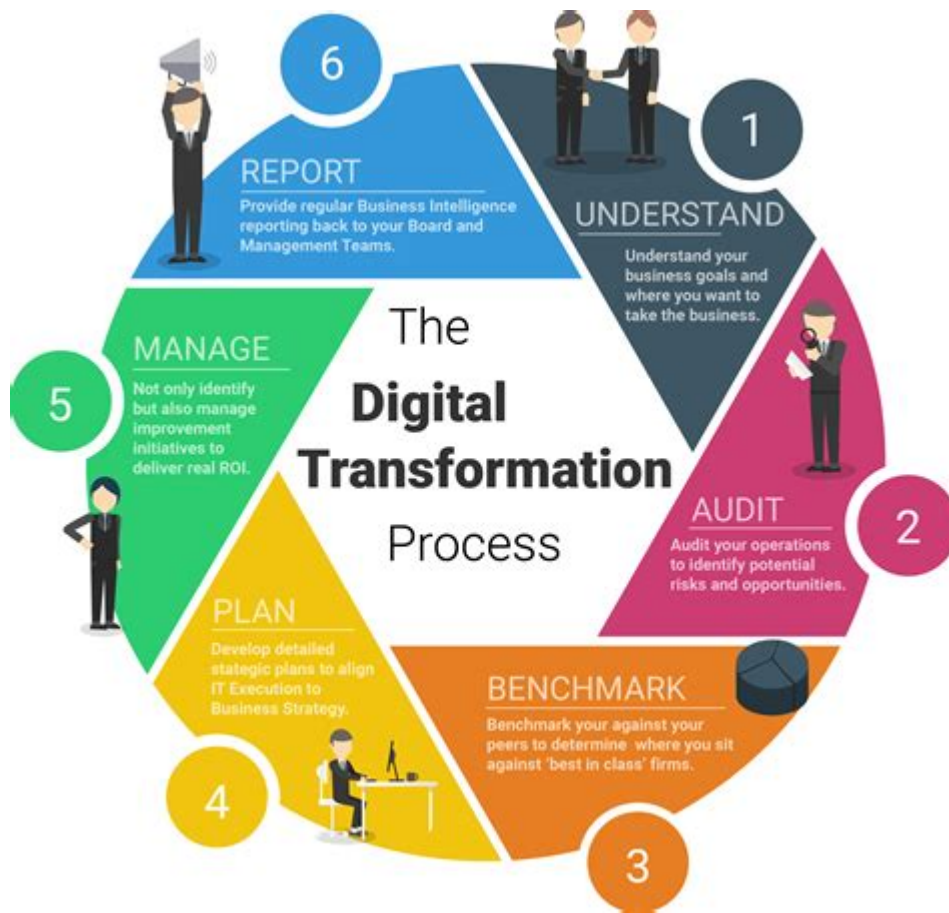 The
Digital
Transformation
Process
1
UNDERSTAND
Understand your
business goals and
where you want to
take the business.
2
AUDIT
Audit your operations
to identify potential
risks and opportunities.
3
BENCHMARK
Benchmark your against your
peers to determine where you sit
against 'best in class' firms.
4
PLAN
Develop detailed
stategic plans to align
IT Execution to
Business Strategy.
5
MANAGE
Not only identify
but also manage
improvement
initiatives to
deliver real ROI.
6
REPORT
Provide regular Business Intelligence
reporting back to your Board and
Management Teams.